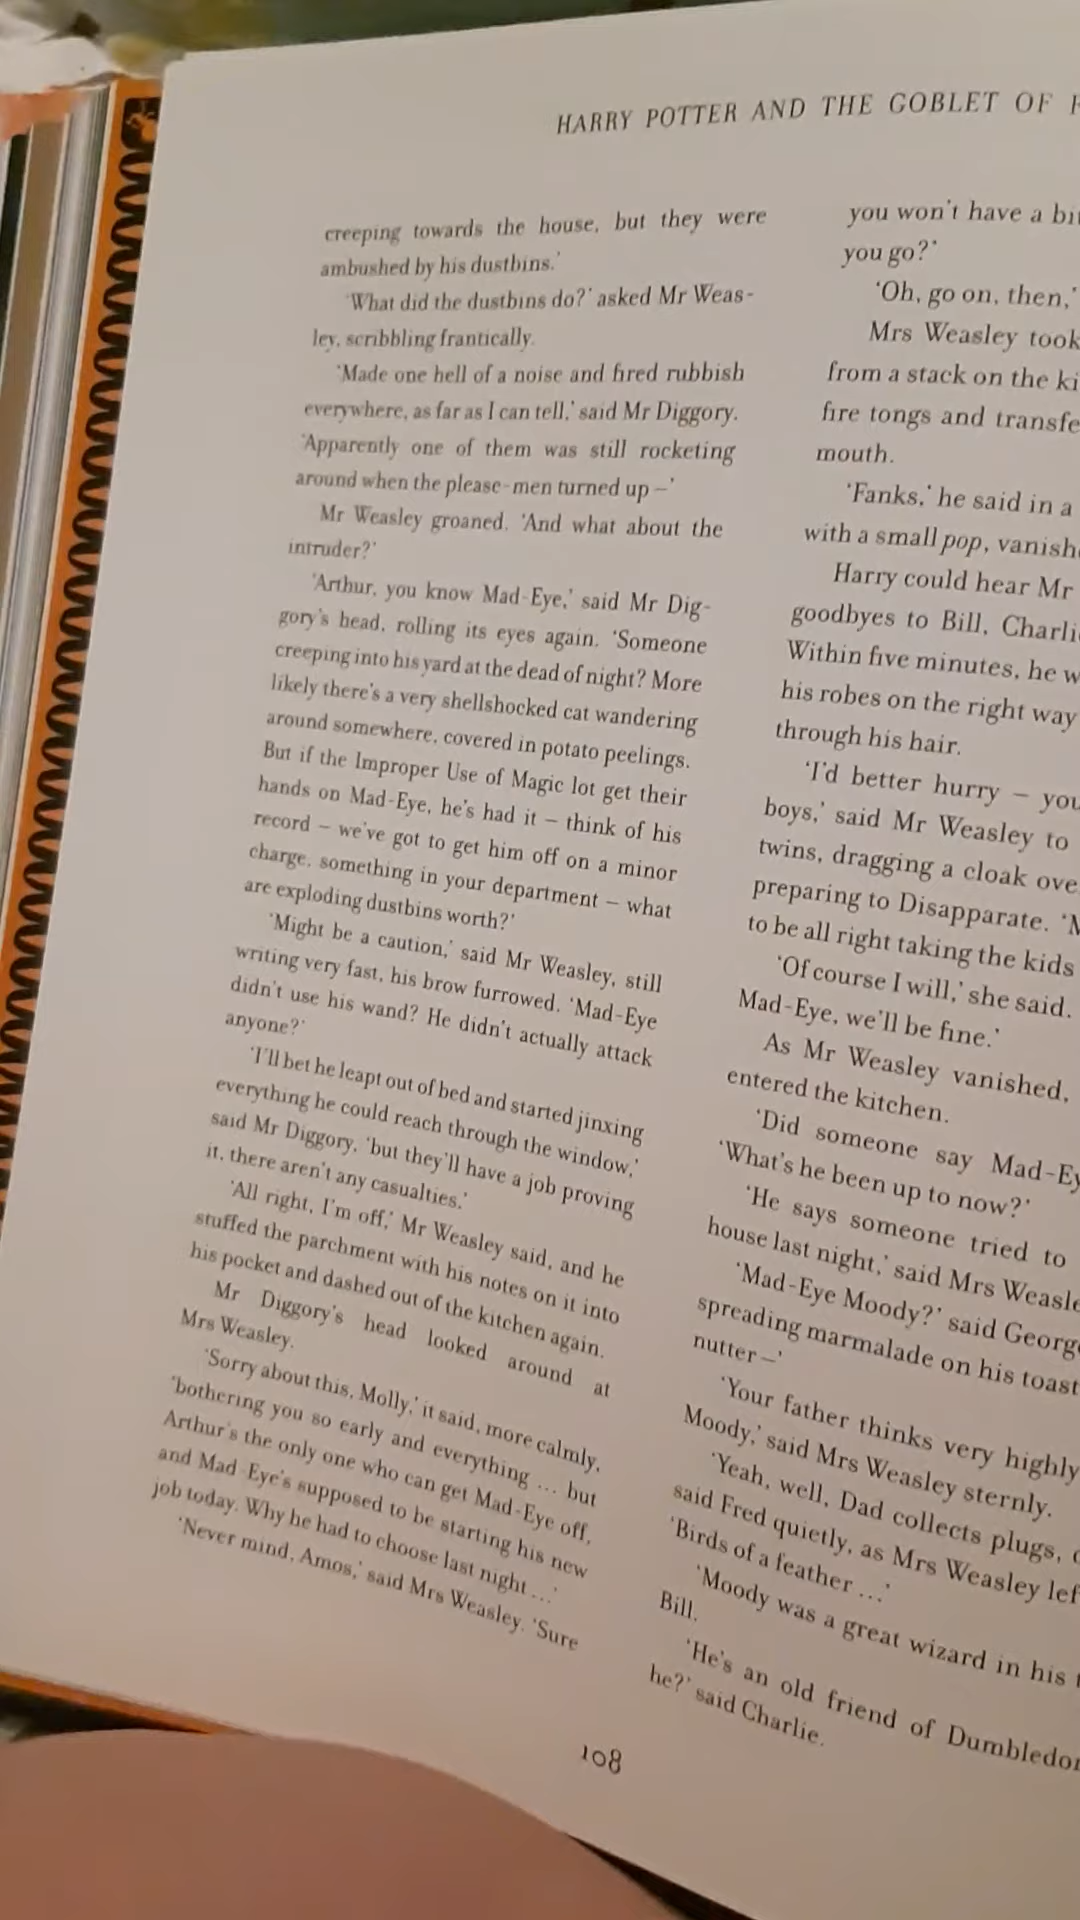 HARRY POTTER AND THE GOBLET OF
creeping towards the house, but they were
ambushed by his dustbins.'
'What did the dustbins do?' asked Mr Weas-
ley, scribbling frantically.
'Made one hell of a noise and fired rubbish
everywhere, as far as I can tell,' said Mr Diggory.
'Apparently one of them was still rocketing
around when the please-men turned up –'
Mr Weasley groaned. 'And what about the
intruder?'
'Arthur, you know Mad-Eye,' said Mr Dig-
gory's head, rolling its eyes again. 'Someone
creeping into his yard at the dead of night? More
likely there's a very shellshocked cat wandering
around somewhere, covered in potato peelings.
But if the Improper Use of Magic lot get their
hands on Mad-Eye, he's had it – think of his
record – we've got to get him off on a minor
charge, something in your department – what
are exploding dustbins worth?'
'Might be a caution,' said Mr Weasley, still
writing very fast, his brow furrowed. 'Mad-Eye
didn't use his wand? He didn't actually attack
anyone?'
'I'll bet he leapt out of bed and started jinxing
everything he could reach through the window,'
said Mr Diggory, 'but they'll have a job proving
it, there aren't any casualties.'
'All right, I'm off,' Mr Weasley said, and he
stuffed the parchment with his notes on it into
his pocket and dashed out of the kitchen again.
Mr Diggory's head looked around at
Mrs Weasley.
'Sorry about this, Molly,' it said, more calmly,
'bothering you so early and everything ... but
Arthur's the only one who can get Mad-Eye off,
and Mad-Eye's supposed to be starting his new
job today. Why he had to choose last night ...'
'Never mind, Amos,' said Mrs Weasley. 'Sure
you won't have a
you go?'
'Oh, go on, then,'
Mrs Weasley took
from a stack on the
fire tongs and
mouth.
'Fanks,' he said in a
with a small pop,
Harry could hear Mr
goodbyes to Bill,
Within five minutes, he
his robes on the right way
through his hair.
'I'd better hurry –
boys,' said Mr Weasley to
twins, dragging a cloak
preparing to Disapparate.
to be all right taking the kids
'Of course I will,' she said.
Mad-Eye, we'll be fine.'
As Mr Weasley vanished,
entered the kitchen.
'Did someone say
'What's he been up to now?'
'He says someone tried to
house last night,' said Mrs
'Mad-Eye Moody?' said
spreading marmalade on his toast
nutter –'
'Your father thinks very highly
Moody,' said Mrs Weasley sternly.
'Yeah, well, Dad collects plugs,
said Fred quietly, as Mrs Weasley
'Birds of a feather ...'
'Moody was a great wizard in his
Bill.
'He's an old friend of
he?' said Charlie.
108